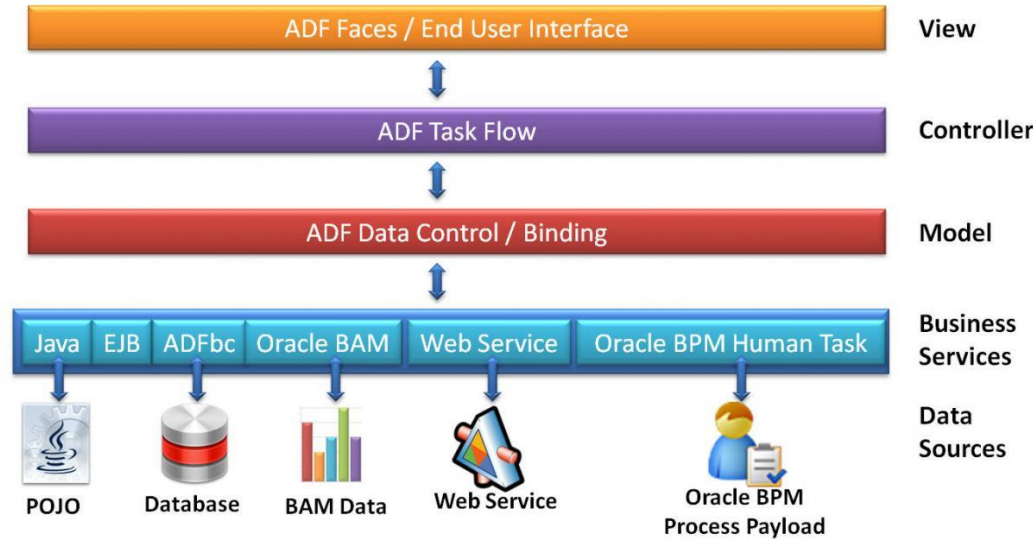 ADF Faces / End User Interface
View
ADF Task Flow
Controller
ADF Data Control / Binding
Model
Java
EJB
ADFbc
Oracle BAM
Web Service
Oracle BPM Human Task
Business
Services
Data
Sources
POJO
Database
BAM Data
Web Service
Oracle BPM
Process Payload